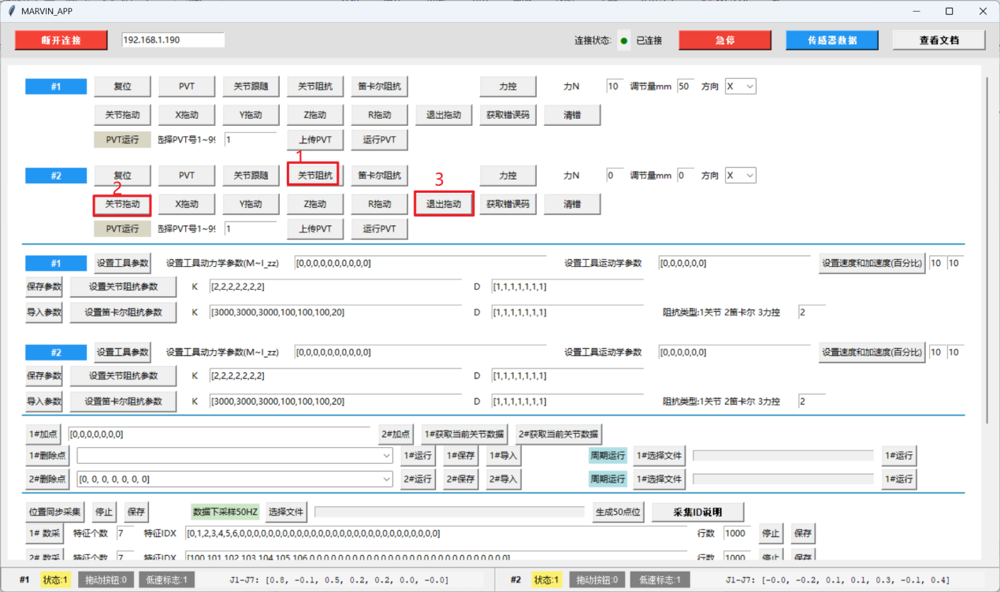 MARVIN_APP
断开连接 192.168.1.190 连接状态: 已连接 急停 传感器数据 查看文档
#1 复位 PVT 关节跟随 关节阻抗 笛卡尔阻抗 力控 力N 10 调节量mm 50 方向 X
关节拖动 X拖动 Y拖动 Z拖动 R拖动 退出拖动 获取错误码 清错
PVT运行 选择PVT号1~99 1 上传PVT 运行PVT
1
#2 复位 PVT 关节跟随 关节阻抗 笛卡尔阻抗 力控 力N 0 调节量mm 0 方向 X
2 3
关节拖动 X拖动 Y拖动 Z拖动 R拖动 退出拖动 获取错误码 清错
PVT运行 选择PVT号1~99 1 上传PVT 运行PVT
#1 设置工具参数 设置工具动力学参数(M~I_zz) [0,0,0,0,0,0,0,0,0,0] 设置工具运动学参数 [0,0,0,0,0,0] 设置速度和加速度(百分比) 10 10
保存参数 设置关节阻抗参数 K [2,2,2,2,2,2,2] D [1,1,1,1,1,1,1]
导入参数 设置笛卡尔阻抗参数 K [3000,3000,3000,100,100,100,20] D [1,1,1,1,1,1,1] 阻抗类型:1关节 2笛卡尔 3力控 2
#2 设置工具参数 设置工具动力学参数(M~I_zz) [0,0,0,0,0,0,0,0,0,0] 设置工具运动学参数 [0,0,0,0,0,0] 设置速度和加速度(百分比) 10 10
保存参数 设置关节阻抗参数 K [2,2,2,2,2,2,2] D [1,1,1,1,1,1,1]
导入参数 设置笛卡尔阻抗参数 K [3000,3000,3000,100,100,100,20] D [1,1,1,1,1,1,1] 阻抗类型:1关节 2笛卡尔 3力控 2
1#加点 [0,0,0,0,0,0,0] 2#加点 1#获取当前关节数据 2#获取当前关节数据
1#删除点 1#运行 1#保存 1#导入 周期运行 1#选择文件 1#运行
2#删除点 [0, 0, 0, 0, 0, 0, 0] 2#运行 2#保存 2#导入 周期运行 1#选择文件 1#运行
位置同步采集 停止 保存 数据下采样50HZ 选择文件 生成50点位 采集ID说明
1# 数采 特征个数 7 特征IDX [0,1,2,3,4,5,6,0,0,0,0,0,0,0,0,0,0,0,0,0,0,0,0,0,0,0,0,0,0,0,0,0,0,0,0] 行数 1000 停止 保存
2# 数采 特征个数 7 特征IDX 行数 1000 停止 保存
#1 状态:1 拖动按钮:0 低速标志:1 J1-J7: [0.8, -0.1, 0.5, 0.2, 0.2, 0.0, -0.0] #2 状态:1 拖动按钮:0 低速标志:1 J1-J7: [-0.0, -0.2, 0.1, 0.1, 0.3, -0.1, 0.4]